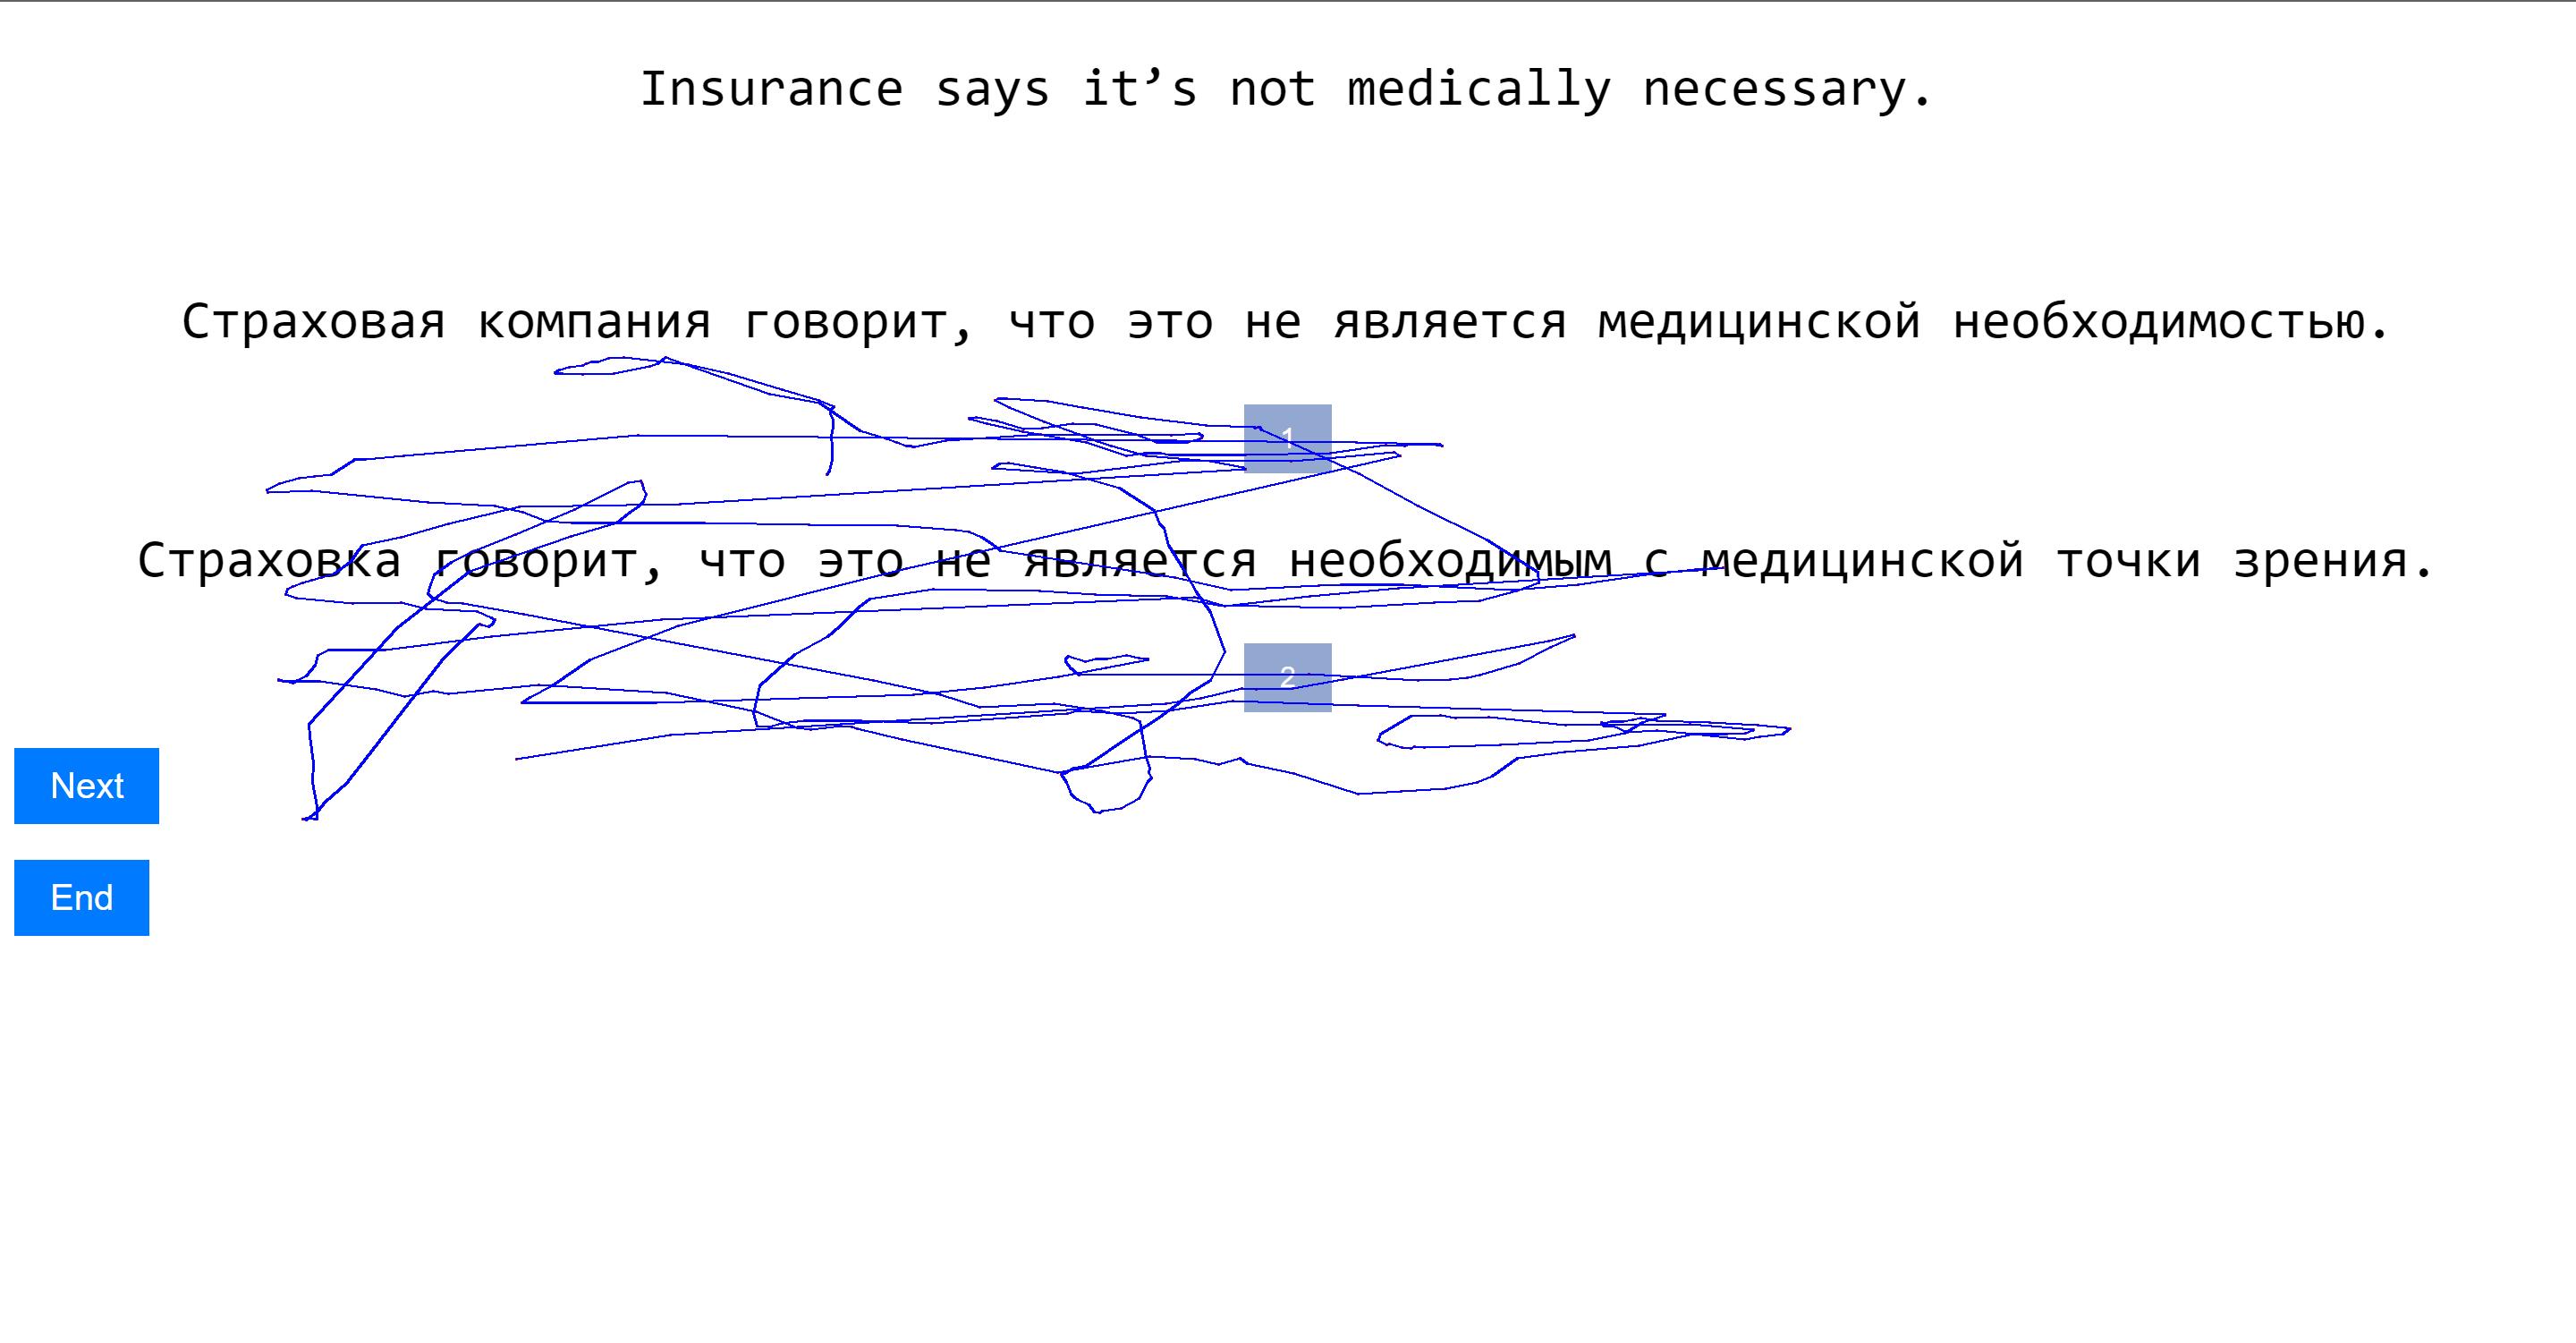 Insurance says it’s not medically necessary.
Страховая компания говорит, что это не является медицинской необходимостью.
1
Страховка говорит, что это не является необходимым с медицинской точки зрения.
2
Next
End